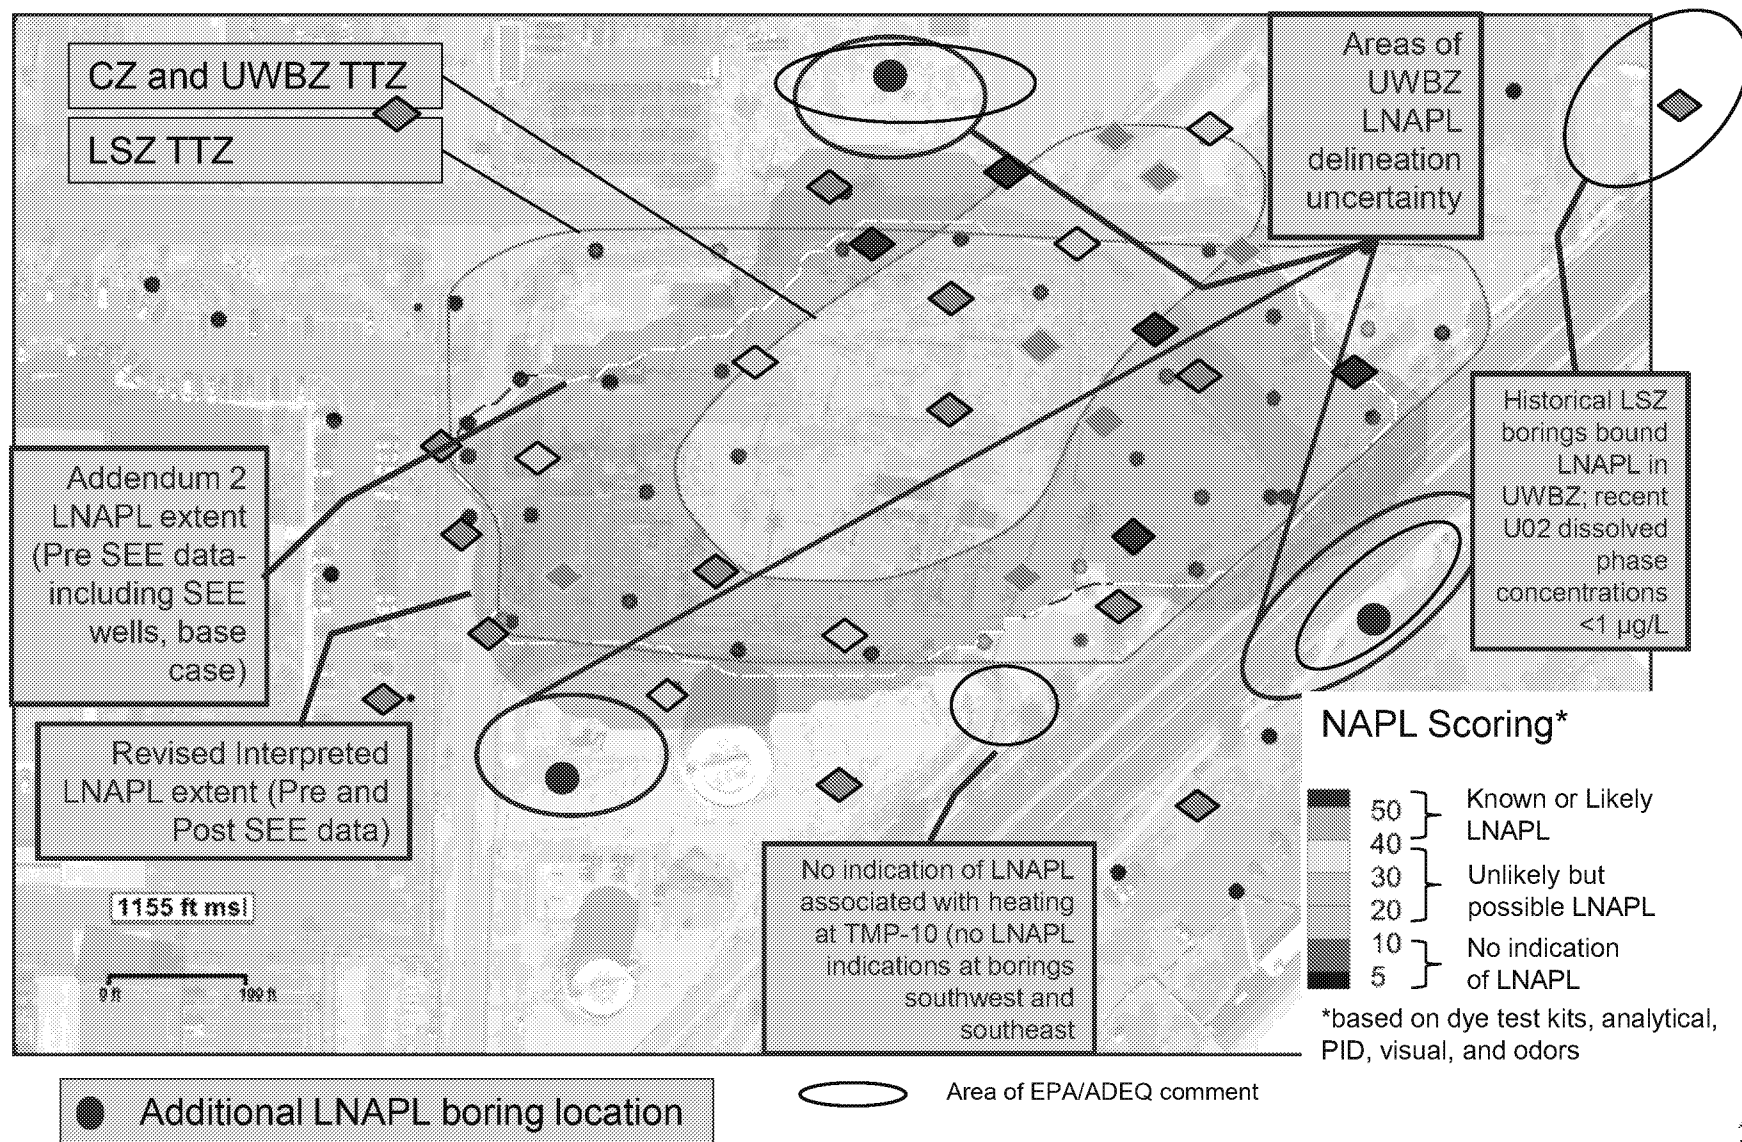 CZ and UWBZ TTZ
LSZ TTZ
Areas of
UWBZ
LNAPL
delineation
uncertainty
Historical LSZ
borings bound
LNAPL in
UWBZ; recent
U02 dissolved
phase
concentrations
<1 µg/L
Addendum 2
LNAPL extent
(Pre SEE data-
including SEE
wells, base
case)
Revised Interpreted
LNAPL extent (Pre and
Post SEE data)
1155 ft msl
0 ft
199 ft
No indication of LNAPL
associated with heating
at TMP-10 (no LNAPL
indications at borings
southwest and
southeast
NAPL Scoring*
50
40
30
20
10
5
Known or Likely
LNAPL
Unlikely but
possible LNAPL
No indication
of LNAPL
*based on dye test kits, analytical,
PID, visual, and odors
Additional LNAPL boring location
Area of EPA/ADEQ comment